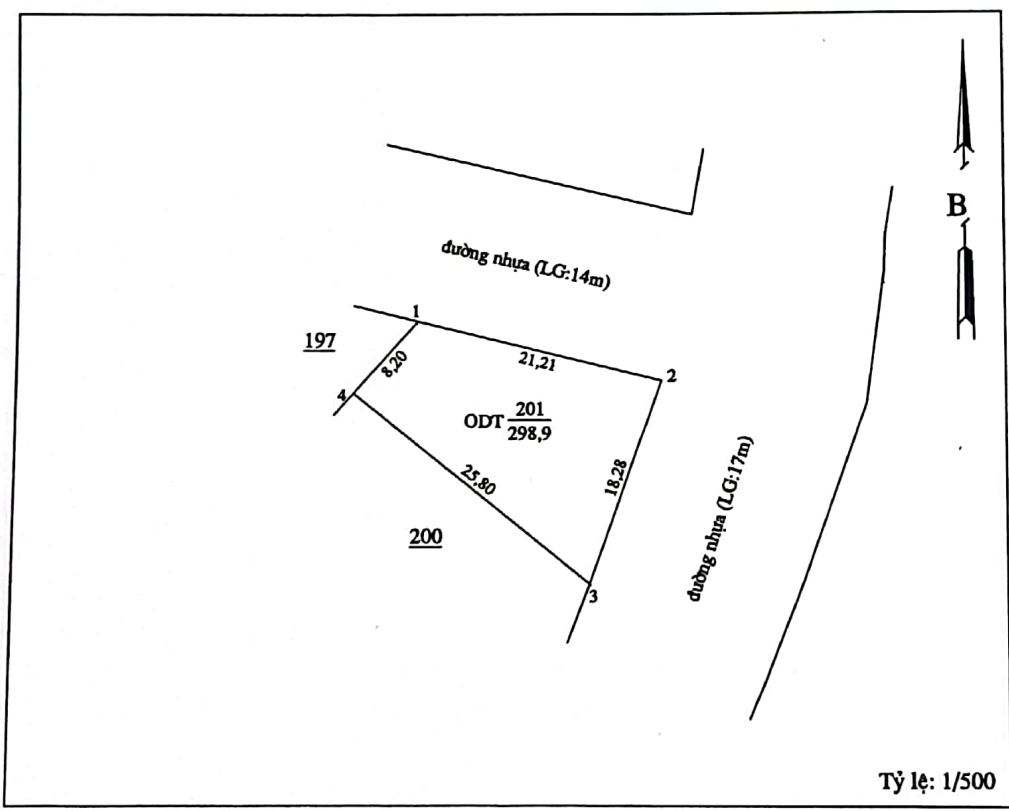 B
đường nhựa (LG:14m)
1
197
21,21
2
8,20
4
ODT 201
298,9
25,80
18,28
đường nhựa (LG:17m)
200
3
Tỷ lệ: 1/500